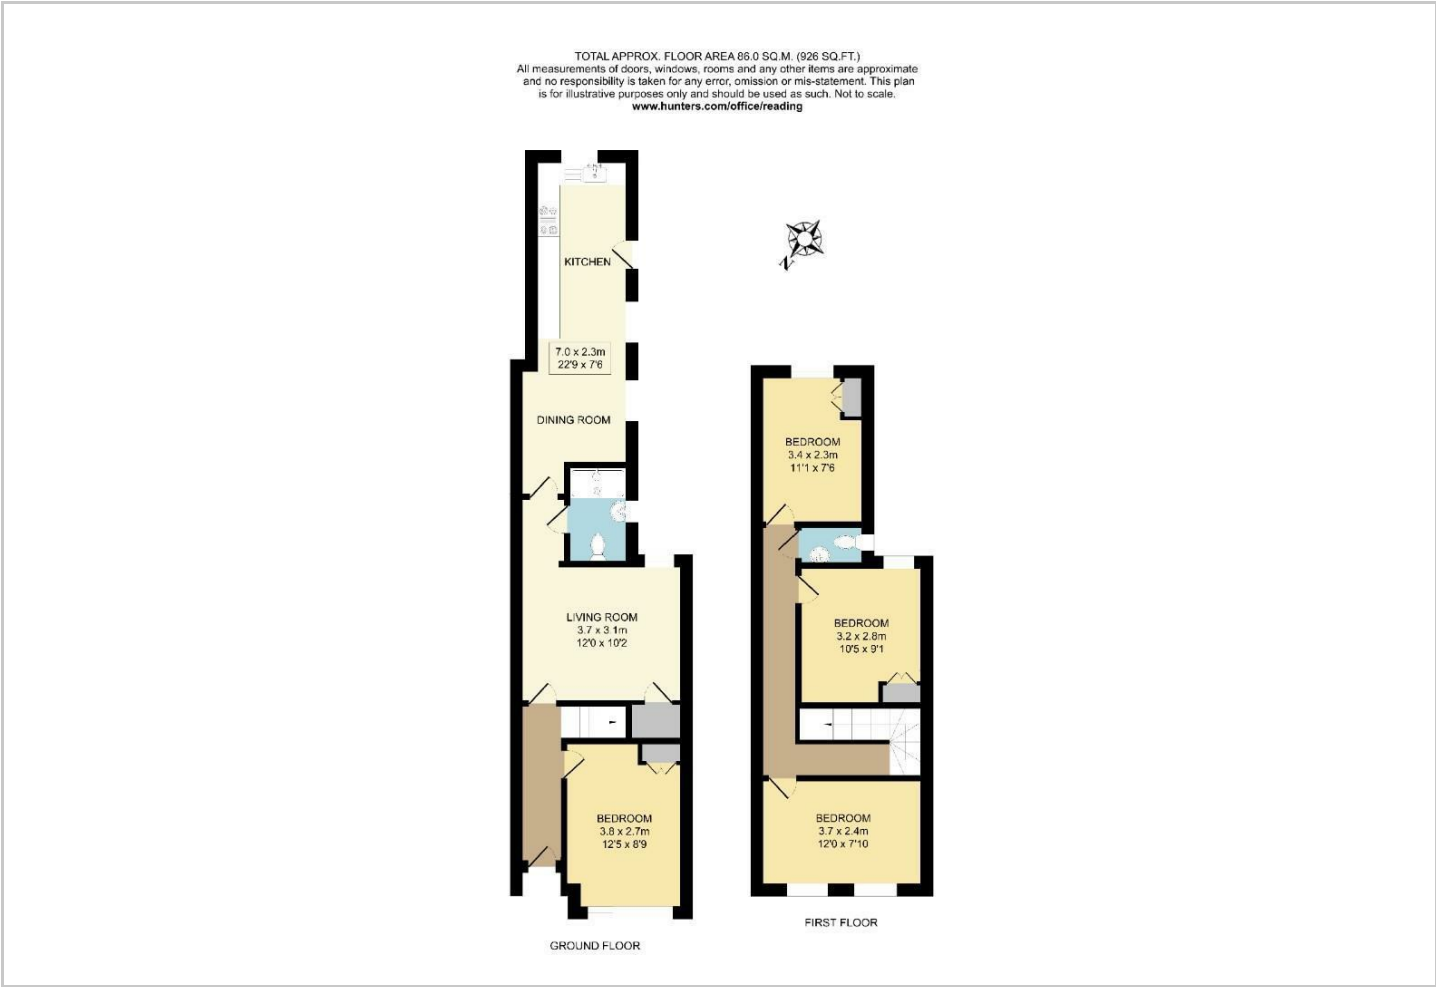 TOTAL APPROX. FLOOR AREA 86.0 SQ.M. (926 SQ.FT.)
All measurements of doors, windows, rooms and any other items are approximate
and no responsibility is taken for any error, omission or mis-statement. This plan
is for illustrative purposes only and should be used as such. Not to scale.
www.hunters.com/office/reading
KITCHEN
7.0 x 2.3m
22'9 x 7'6
DINING ROOM
LIVING ROOM
3.7 x 3.1m
12'0 x 10'2
BEDROOM
3.8 x 2.7m
12'5 x 8'9
GROUND FLOOR
N
BEDROOM
3.4 x 2.3m
11'1 x 7'6
BEDROOM
3.2 x 2.8m
10'5 x 9'1
BEDROOM
3.7 x 2.4m
12'0 x 7'10
FIRST FLOOR